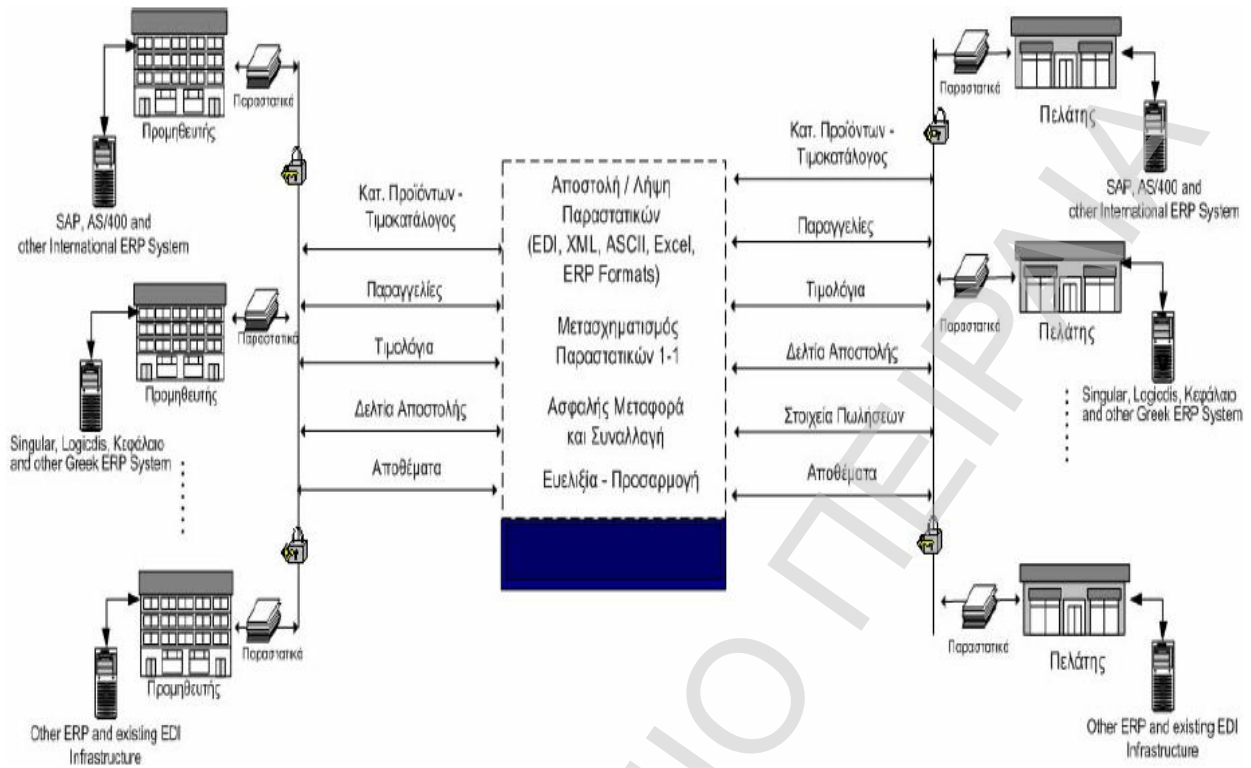 Παραστατικά
Προμηθευτής
SAP, AS/400 and
other International ERP System
Παραστατικά
Προμηθευτής
Singular, Logicdis, Κεφάλαιο
and other Greek ERP System
Παραστατικά
Προμηθευτής
Other ERP and existing EDI
Infrastructure
Κατ. Προϊόντων -
Τιμοκατάλογος
Παραγγελίες
Τιμολόγια
Δελτία Αποστολής
Αποθέματα
Αποστολή / Λήψη
Παραστατικών
(EDI, XML, ASCII, Excel,
ERP Formats)
Μετασχηματισμός
Παραστατικών 1-1
Ασφαλής Μεταφορά
και Συναλλαγή
Ευελιξία - Προσαρμογή
Κατ. Προϊόντων -
Τιμοκατάλογος
Παραγγελίες
Τιμολόγια
Δελτία Αποστολής
Στοιχεία Πωλήσεων
Αποθέματα
Παραστατικά
Πελάτης
SAP, AS/400 and
other International ERP System
Παραστατικά
Πελάτης
Singular, Logicdis, Κεφάλαιο
and other Greek ERP System
Παραστατικά
Πελάτης
Other ERP and existing EDI
Infrastructure
ΠΕΙΡΑΙΑ